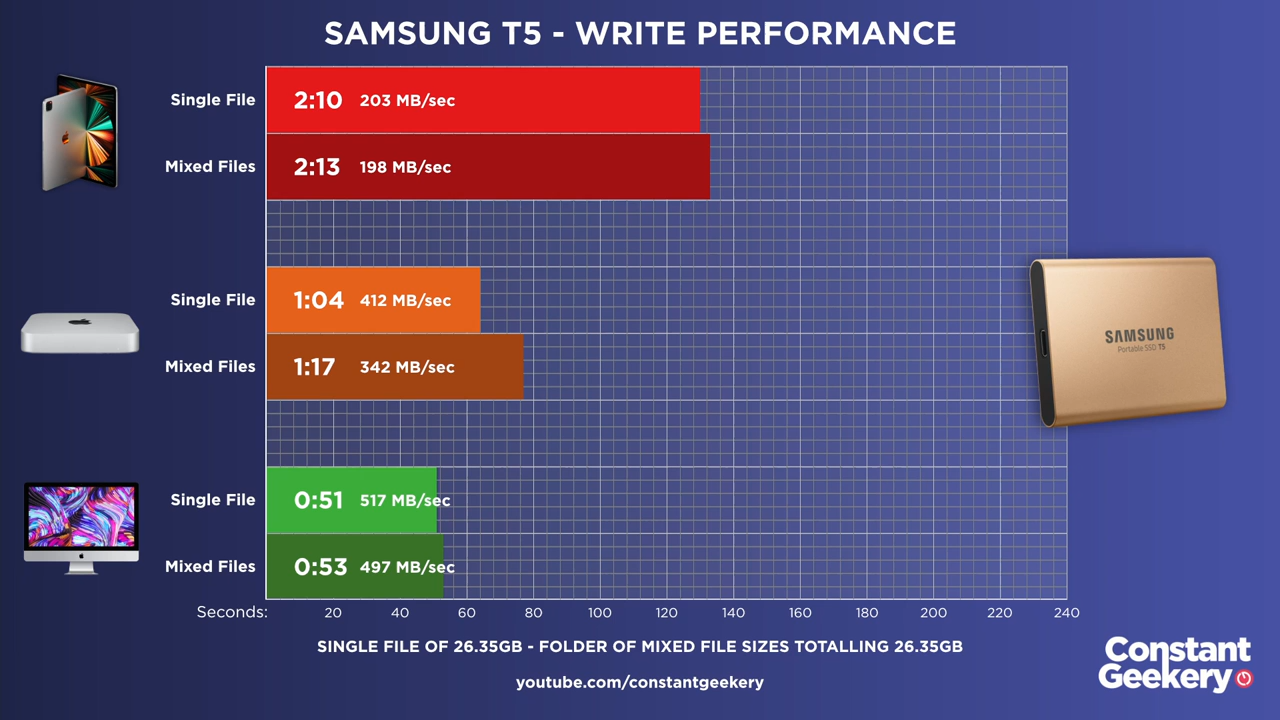 SAMSUNG T5 - WRITE PERFORMANCE
Single File 2:10 203 MB/sec
Mixed Files 2:13 198 MB/sec
Single File 1:04 412 MB/sec
Mixed Files 1:17 342 MB/sec
SAMSUNG
Portable SSD T5
Single File 0:51 517 MB/sec
Mixed Files 0:53 497 MB/sec
Seconds: 20 40 60 80 100 120 140 160 180 200 220 240
SINGLE FILE OF 26.35GB - FOLDER OF MIXED FILE SIZES TOTALLING 26.35GB
youtube.com/constantgeekery
Constant
Geekery